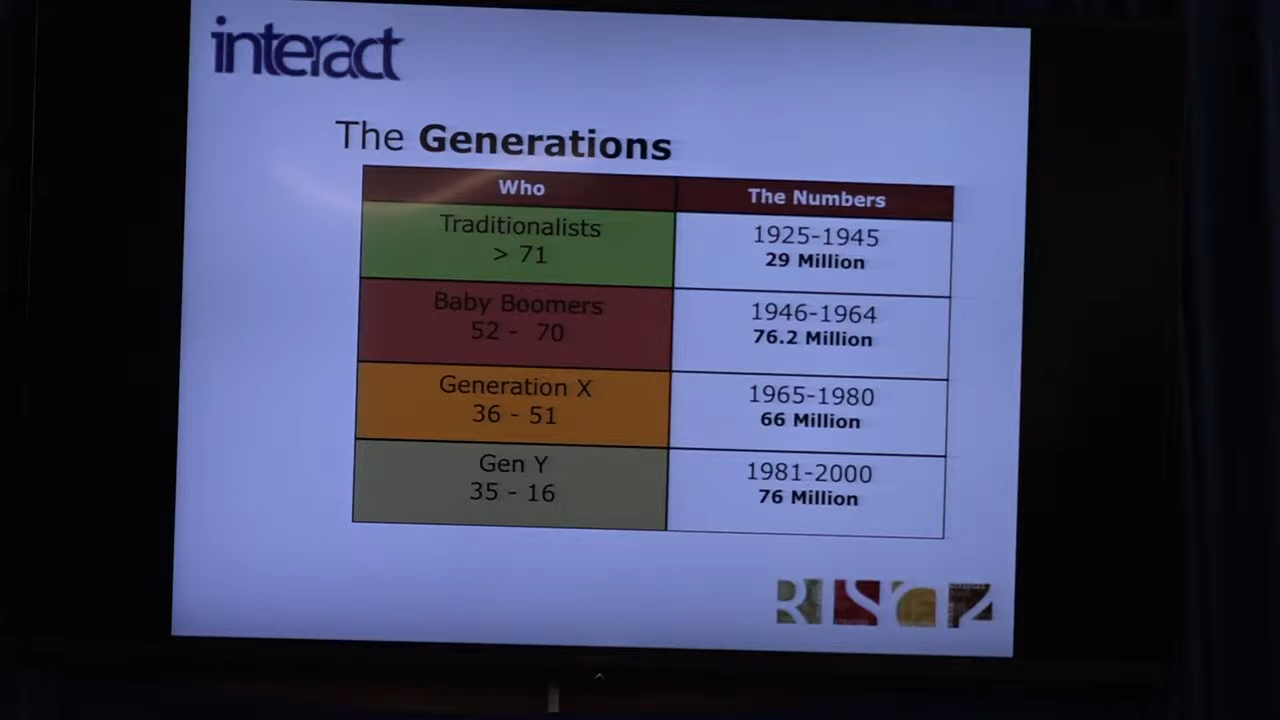 interact
The Generations
Who
The Numbers
Traditionalists
> 71
1925-1945
29 Million
Baby Boomers
52 - 70
1946-1964
76.2 Million
Generation X
36 - 51
1965-1980
66 Million
Gen Y
35 - 16
1981-2000
76 Million